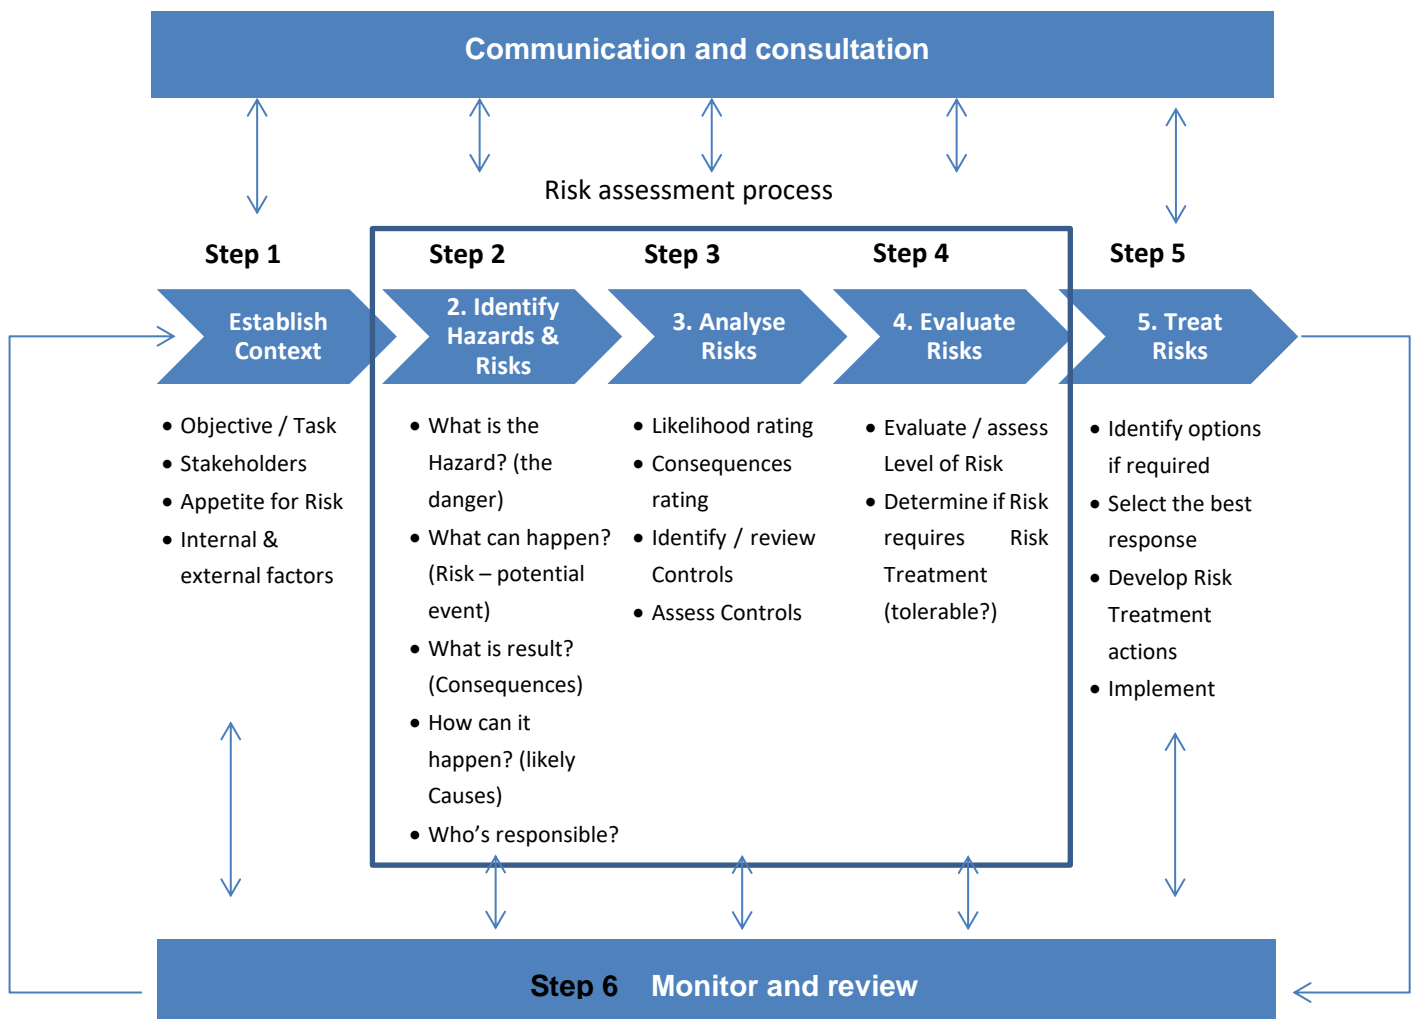 Communication and consultation
Risk assessment process
Step 1
Step 2
Step 3
Step 4
Step 5
Establish
Context
2. Identify
Hazards &
Risks
3. Analyse
Risks
4. Evaluate
Risks
5. Treat
Risks
• Objective / Task
• Stakeholders
• Appetite for Risk
• Internal &
external factors
• What is the
Hazard? (the
danger)
• What can happen?
(Risk – potential
event)
• What is result?
(Consequences)
• How can it
happen? (likely
Causes)
• Who’s responsible?
• Likelihood rating
• Consequences
rating
• Identify / review
Controls
• Assess Controls
• Evaluate / assess
Level of Risk
• Determine if Risk
requires Risk
Treatment
(tolerable?)
• Identify options
if required
• Select the best
response
• Develop Risk
Treatment
actions
• Implement
Step 6 Monitor and review